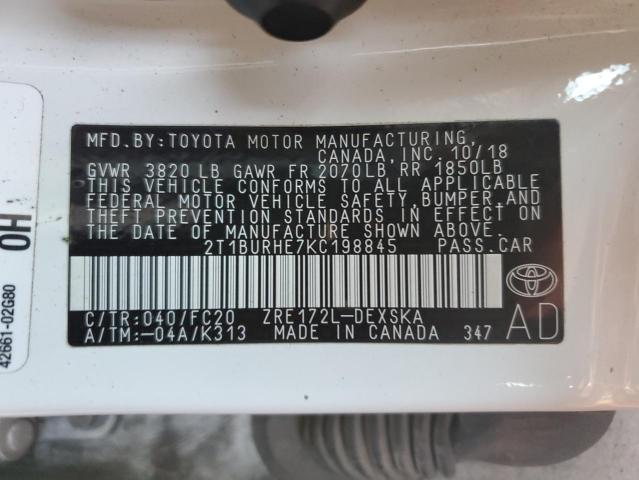 MFD.BY:TOYOTA MOTOR MANUFACTURING,
CANADA,INC. 10/18
GVWR 3820 LB GAWR FR 2070LB RR 1850LB
THIS VEHICLE CONFORMS TO ALL APPLICABLE
FEDERAL MOTOR VEHICLE SAFETY,BUMPER,AND
THEFT PREVENTION STANDARDS IN EFFECT
ON THE DATE OF MANUFACTURE SHOWN ABOVE.
2T1BURHE7KC198845 PASS.CAR
C/TR:040/FC20 ZRE172L-DEXSKA
A/TM:-04A/K313 MADE IN CANADA 347
AD
42661-02G80
0H